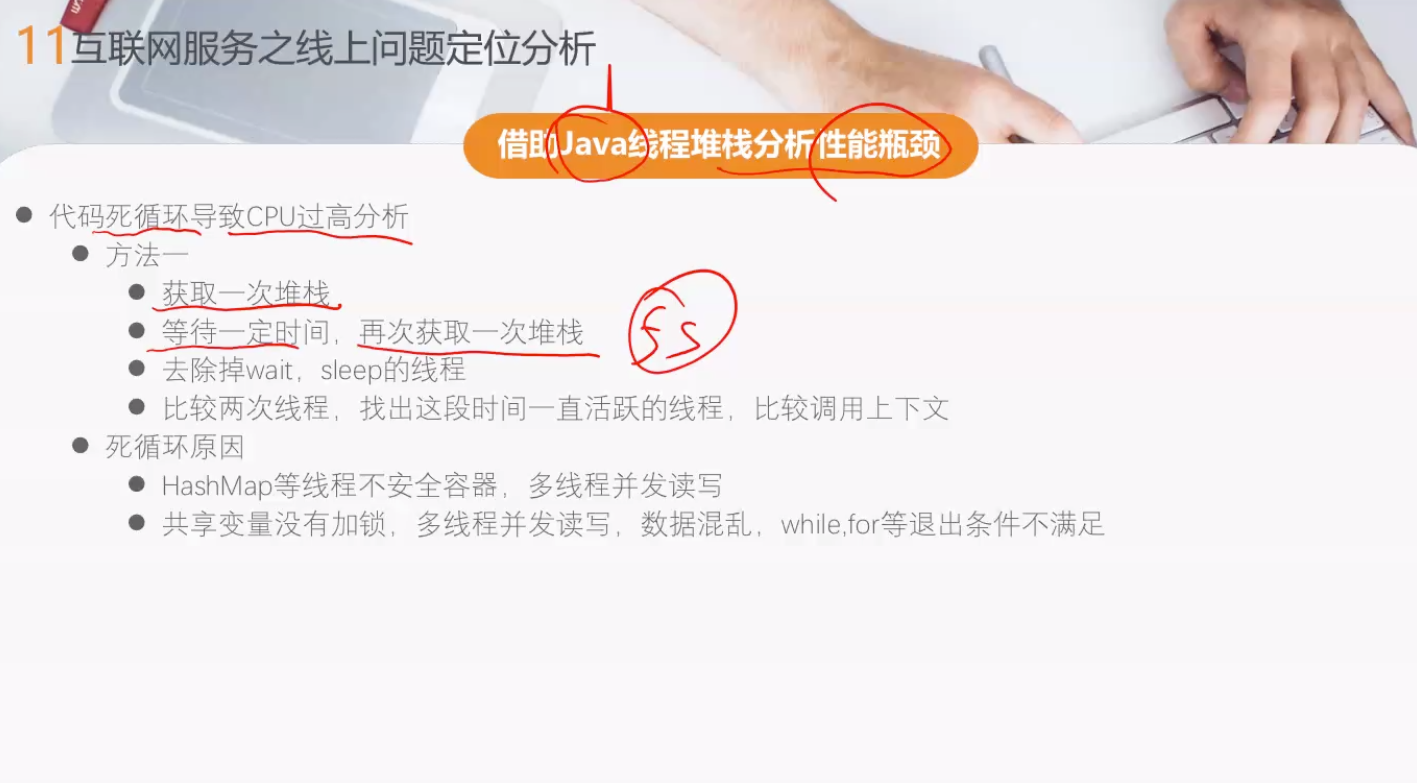 11互联网服务之线上问题定位分析
借助Java线程堆栈分析性能瓶颈
代码死循环导致CPU过高分析
方法一
获取一次堆栈
等待一定时间，再次获取一次堆栈
5s
去除掉wait，sleep的线程
比较两次线程，找出这段时间一直活跃的线程，比较调用上下文
死循环原因
HashMap等线程不安全容器，多线程并发读写
共享变量没有加锁，多线程并发读写，数据混乱，while,for等退出条件不满足